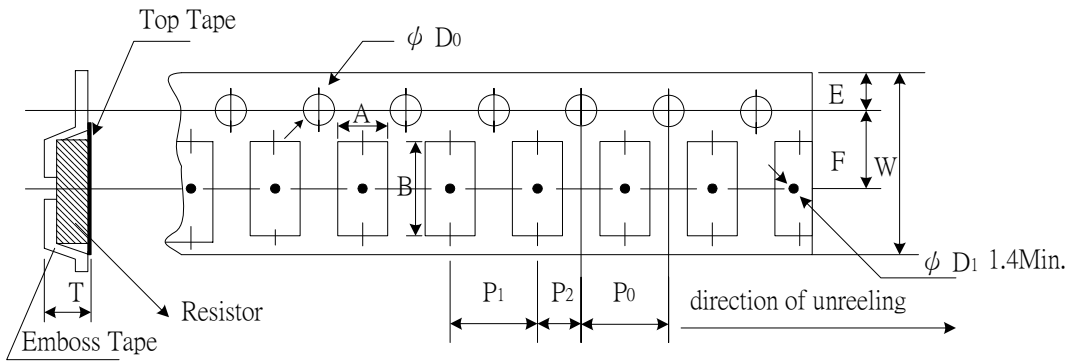 Top Tape
ϕ D0
A
E
B
F
W
T
P1
P2
P0
ϕ D1 1.4Min.
direction of unreeling
Resistor
Emboss Tape